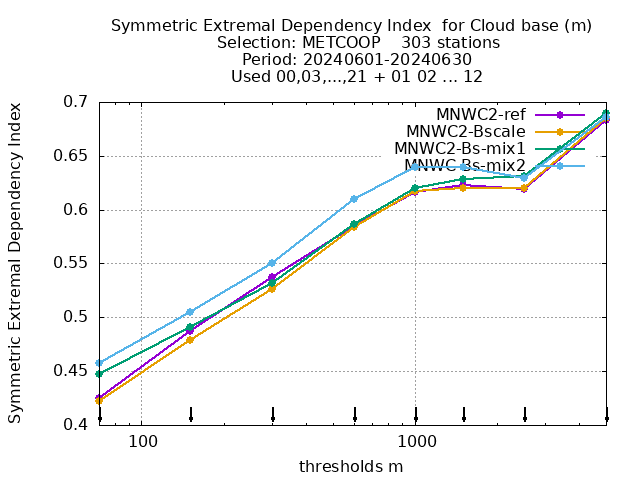 Symmetric Extremal Dependency Index  for Cloud base (m)
Selection: METCOOP    303 stations
Period: 20240601-20240630
Used 00,03,...,21 + 01 02 ... 12
Symmetric Extremal Dependency Index
0.7
0.65
0.6
0.55
0.5
0.45
0.4
MNWC2-ref
MNWC2-Bscale
MNWC2-Bs-mix1
MNWC-Bs-mix2
100
1000
thresholds m